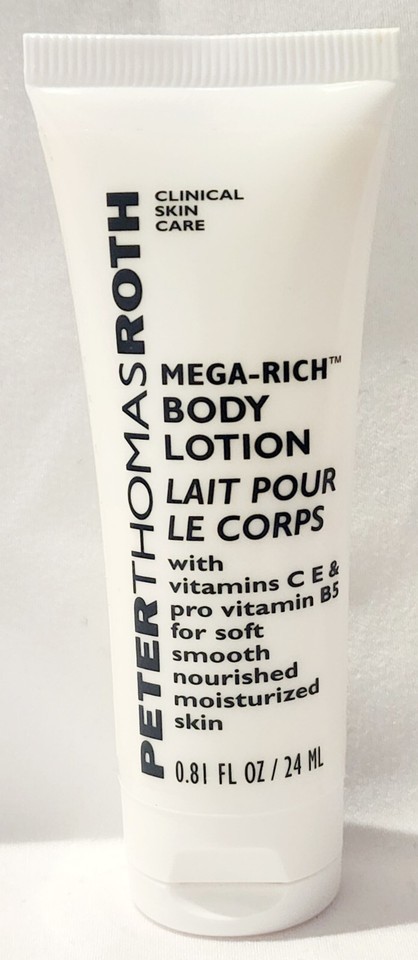 PETERTHOMASROTH
CLINICAL
SKIN
CARE
MEGA-RICH™
BODY
LOTION
LAIT POUR
LE CORPS
with
vitamins C E &
pro vitamin B5
for soft
smooth
nourished
moisturized
skin
0.81 FL OZ / 24 ML